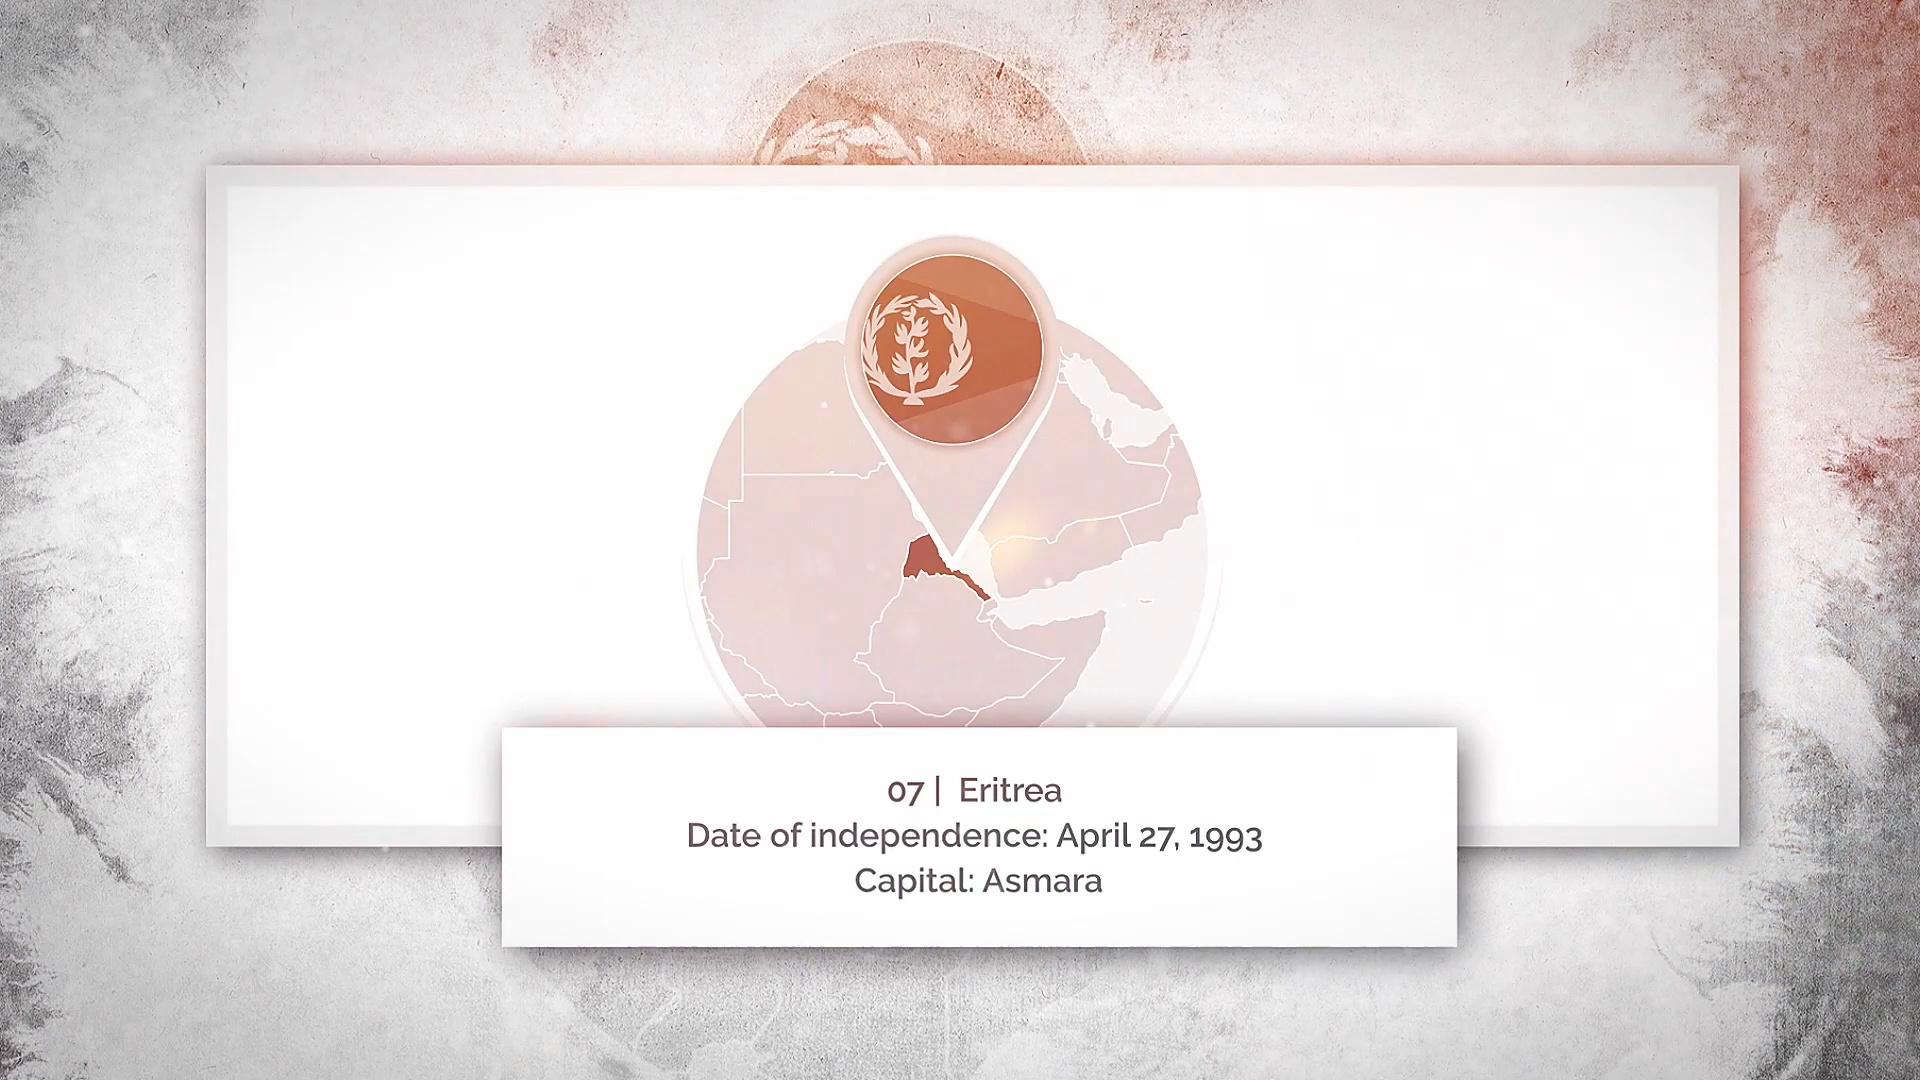 07 | Eritrea
Date of independence: April 27, 1993
Capital: Asmara